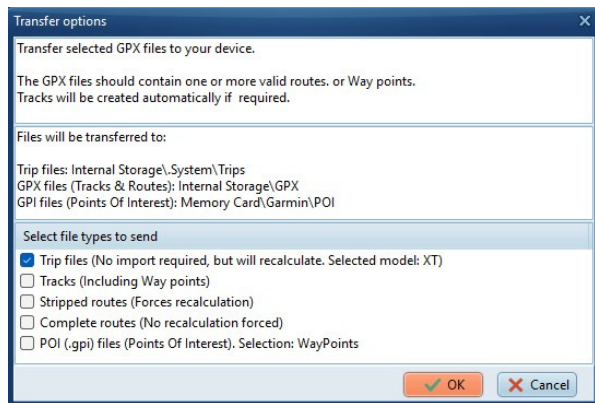 Transfer options
Transfer selected GPX files to your device.
The GPX files should contain one or more valid routes. or Way points.
Tracks will be created automatically if required.
Files will be transferred to:
Trip files: Internal Storage\.System\Trips
GPX files (Tracks & Routes): Internal Storage\GPX
GPI files (Points Of Interest): Memory Card\Garmin\POI
Select file types to send
Trip files (No import required, but will recalculate. Selected model: XT)
Tracks (Including Way points)
Stripped routes (Forces recalculation)
Complete routes (No recalculation forced)
POI (.gpi) files (Points Of Interest). Selection: WayPoints
OK Cancel